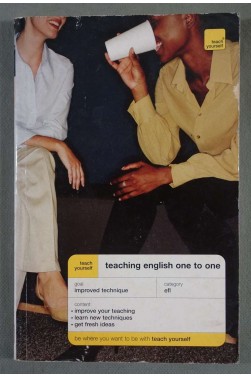 teach
yourself
teach
yourself
teaching english one to one
goal
improved technique
category
efl
content
• improve your teaching
• learn new techniques
• get fresh ideas
be where you want to be with teach yourself